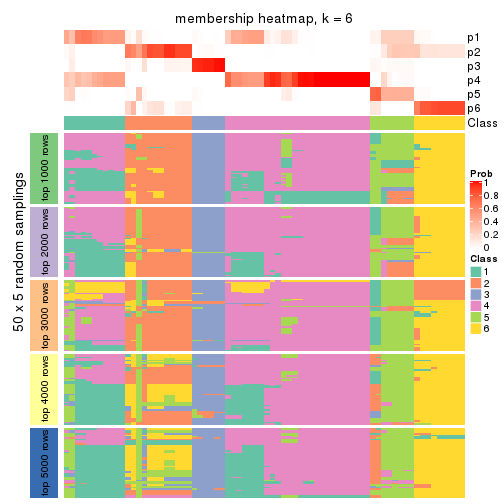 membership heatmap, k = 6
p1
p2
p3
p4
p5
p6
Class
50 x 5 random samplings
top 1000 rows
top 2000 rows
top 3000 rows
top 4000 rows
top 5000 rows
Prob
1
0.8
0.6
0.4
0.2
0
Class
1
2
3
4
5
6